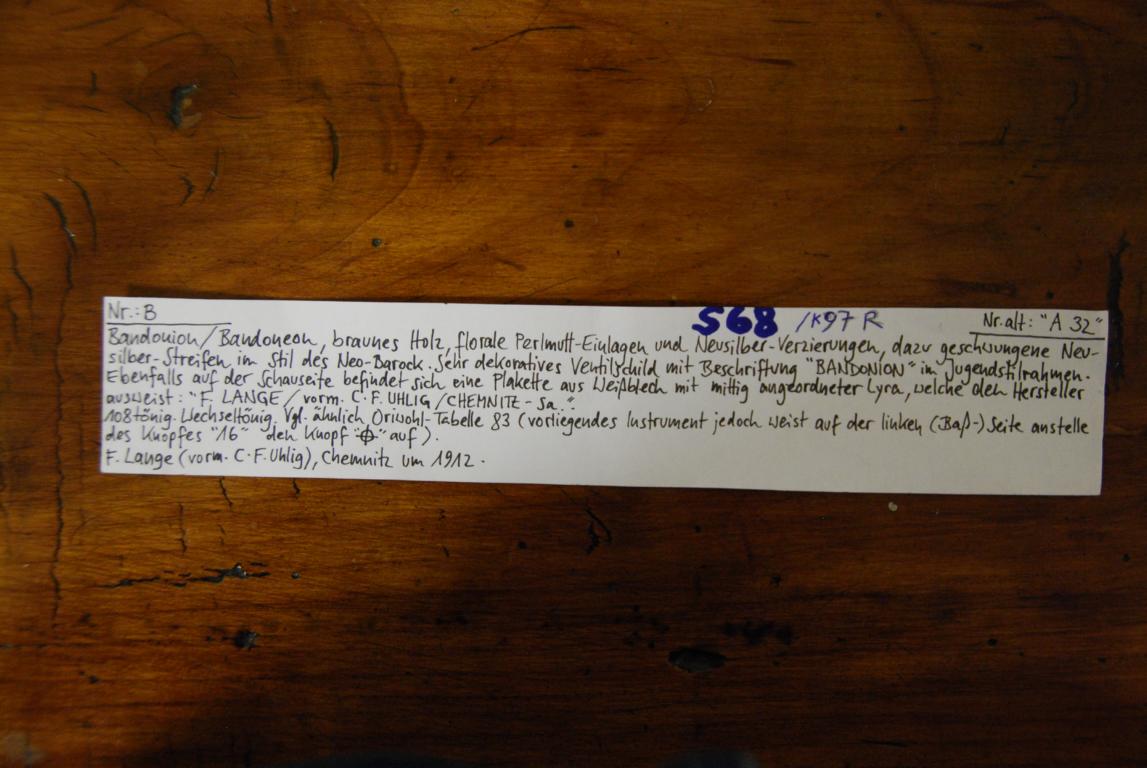 Nr.: B
S68 /K97 R
Nr. alt: "A 32"
Bandonion/Bandoneon, braunes Holz, florale Perlmutt-Einlagen und Neusilber-Verzierungen, dazu geschwungene Neu-
silber-Streifen im Stil des Neo-Barock. Sehr dekoratives Ventilschild mit Beschriftung "BANDONION" im Jugendstilrahmen.
Ebenfalls auf der Schauseite befindet sich eine Plakette aus Weißblech mit mittig angeordneter Lyra, welche den Hersteller
ausweist: "F. LANGE/vorm. C.F. UHLIG/CHEMNITZ-Sa."
108tönig. Wechseltönig. Vgl. ähnlich Oriwohl-Tabelle 83 (vorliegendes Instrument jedoch weist auf der linken (Baß-)Seite anstelle
des Knopfes "16" den Knopf " " auf).
F. Lange (vorm. C.F. Uhlig), Chemnitz um 1912.